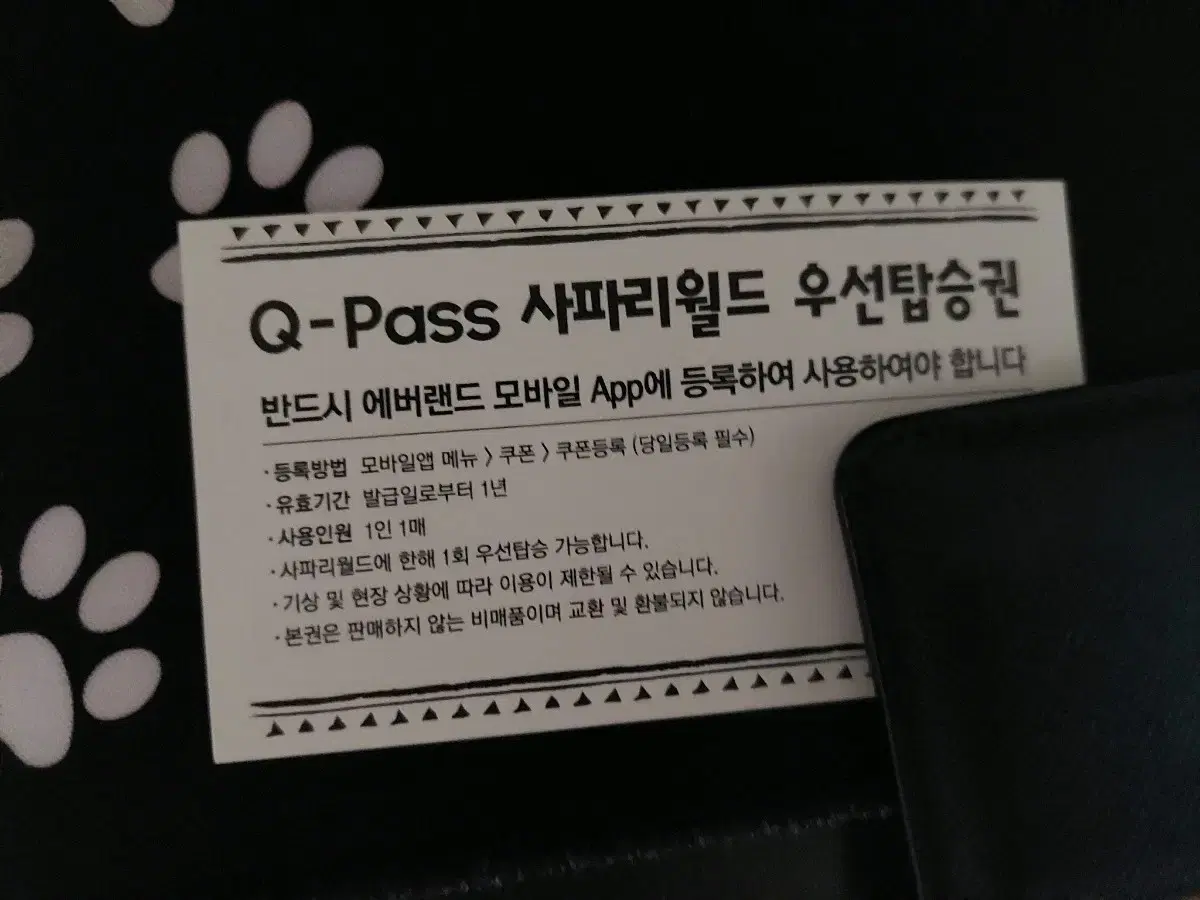 Q-Pass 사파리월드 우선탑승권
반드시 에버랜드 모바일 App에 등록하여 사용하여야 합니다
·등록방법 모바일앱 메뉴 > 쿠폰 > 쿠폰등록 (당일등록 필수)
·유효기간 발급일로부터 1년
·사용인원 1인 1매
·사파리월드에 한해 1회 우선탑승 가능합니다.
·기상 및 현장 상황에 따라 이용이 제한될 수 있습니다.
·본권은 판매하지 않는 비매품이며 교환 및 환불되지 않습니다.